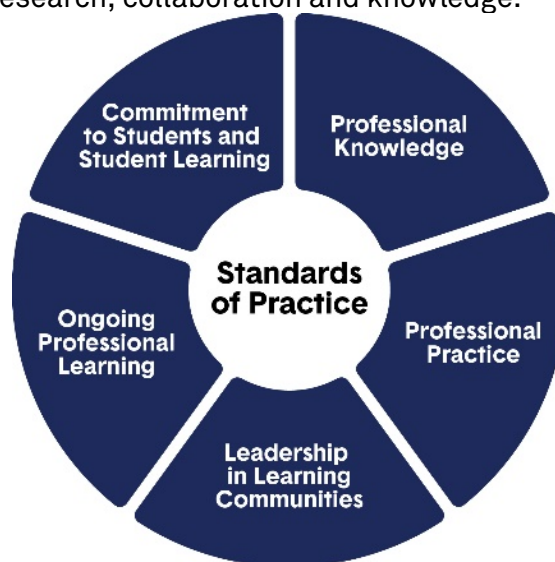 esearch, collaboration and knowledge.
Commitment
to Students and
Student Learning
Professional
Knowledge
Standards
of Practice
Ongoing
Professional
Learning
Professional
Practice
Leadership
in Learning
Communities